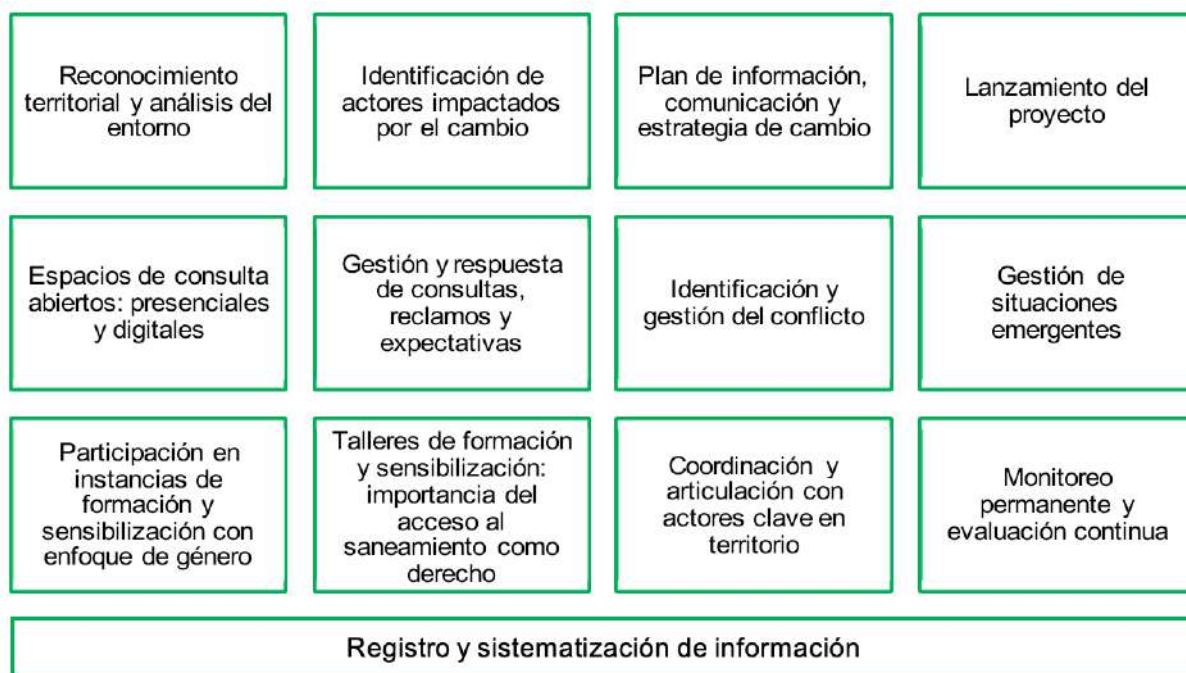 Reconocimiento
territorial y análisis del
entorno
Identificación de
actores impactados
por el cambio
Plan de información,
comunicación y
estrategia de cambio
Lanzamiento del
proyecto
Espacios de consulta
abiertos: presenciales
y digitales
Gestión y respuesta
de consultas,
reclamos y
expectativas
Identificación y
gestión del conflicto
Gestión de
situaciones
emergentes
Participación en
instancias de
formación y
sensibilización con
enfoque de género
Talleres de formación
y sensibilización:
importancia del
acceso al
saneamiento como
derecho
Coordinación y
articulación con
actores clave en
territorio
Monitoreo
permanente y
evaluación continua
Registro y sistematización de información